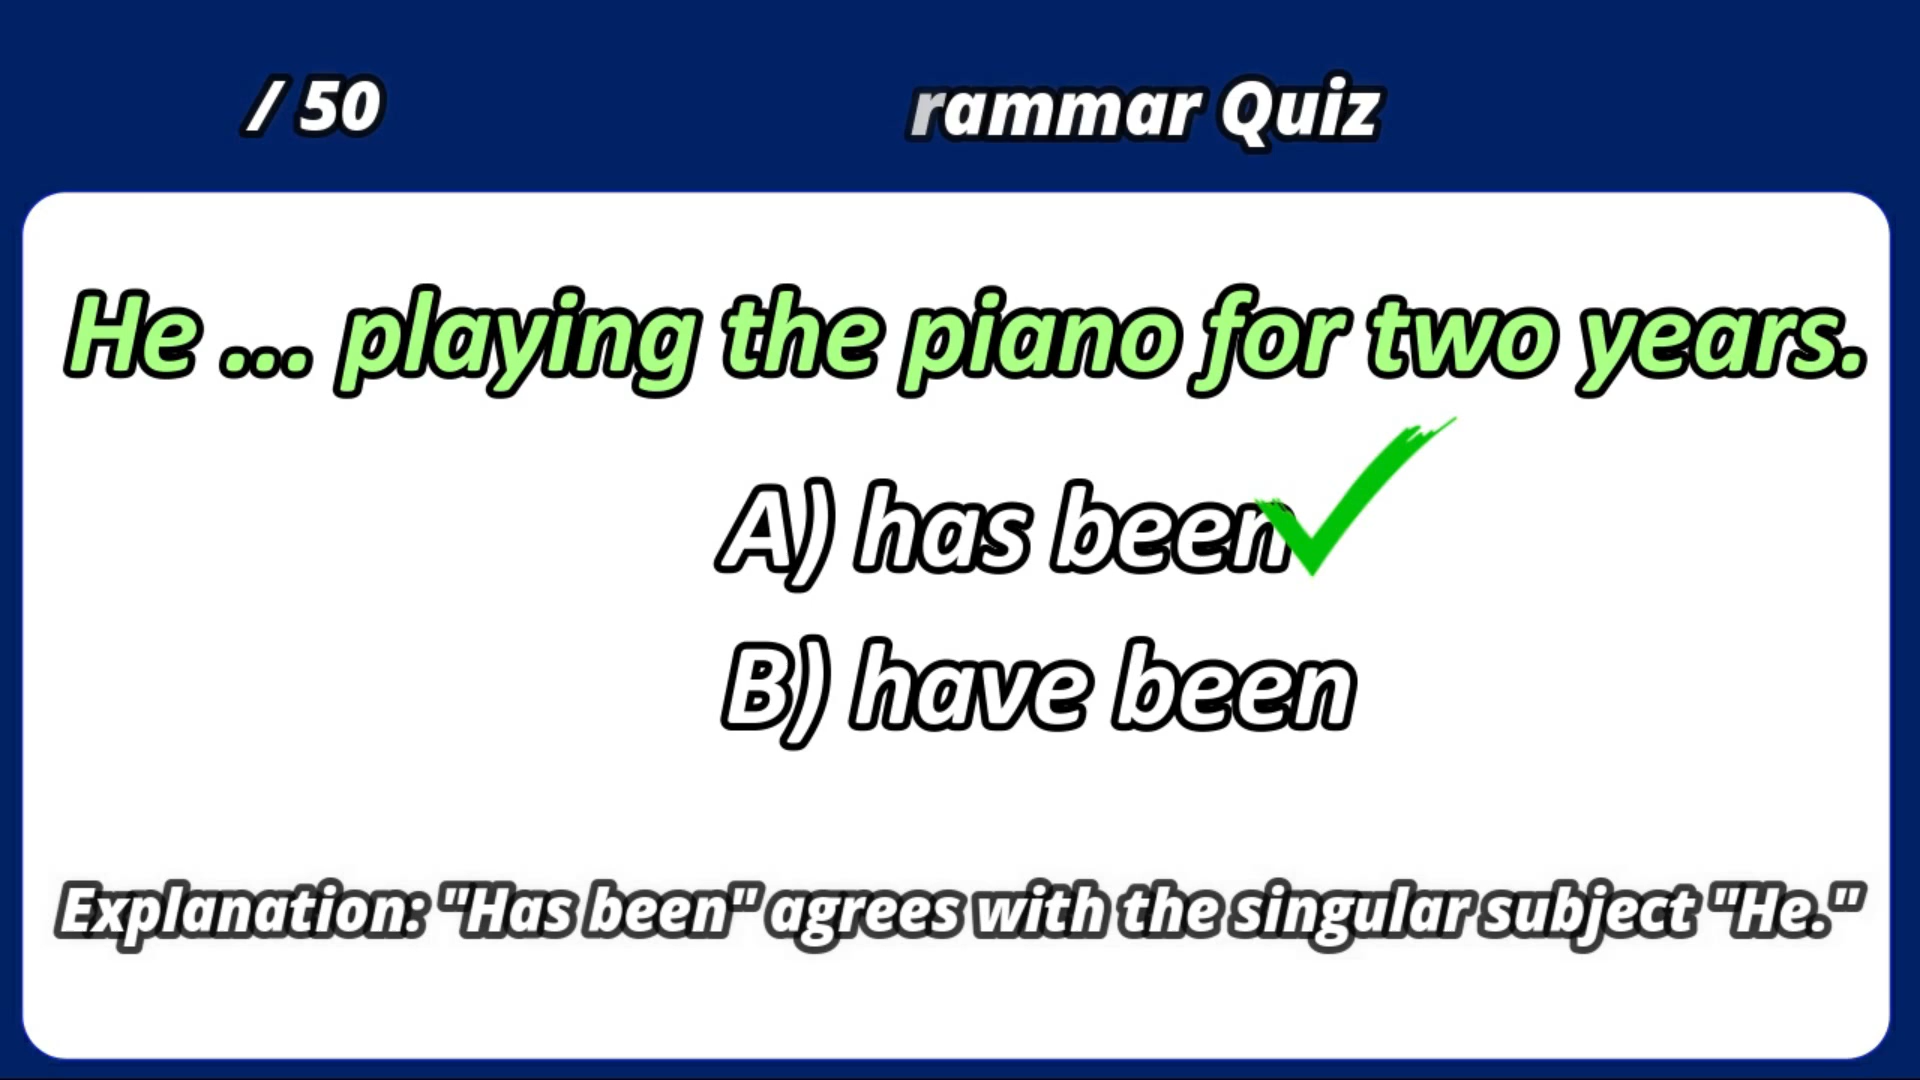 / 50
rammar Quiz
He ... playing the piano for two years.
A) has been
B) have been
Explanation: "Has been" agrees with the singular subject "He."